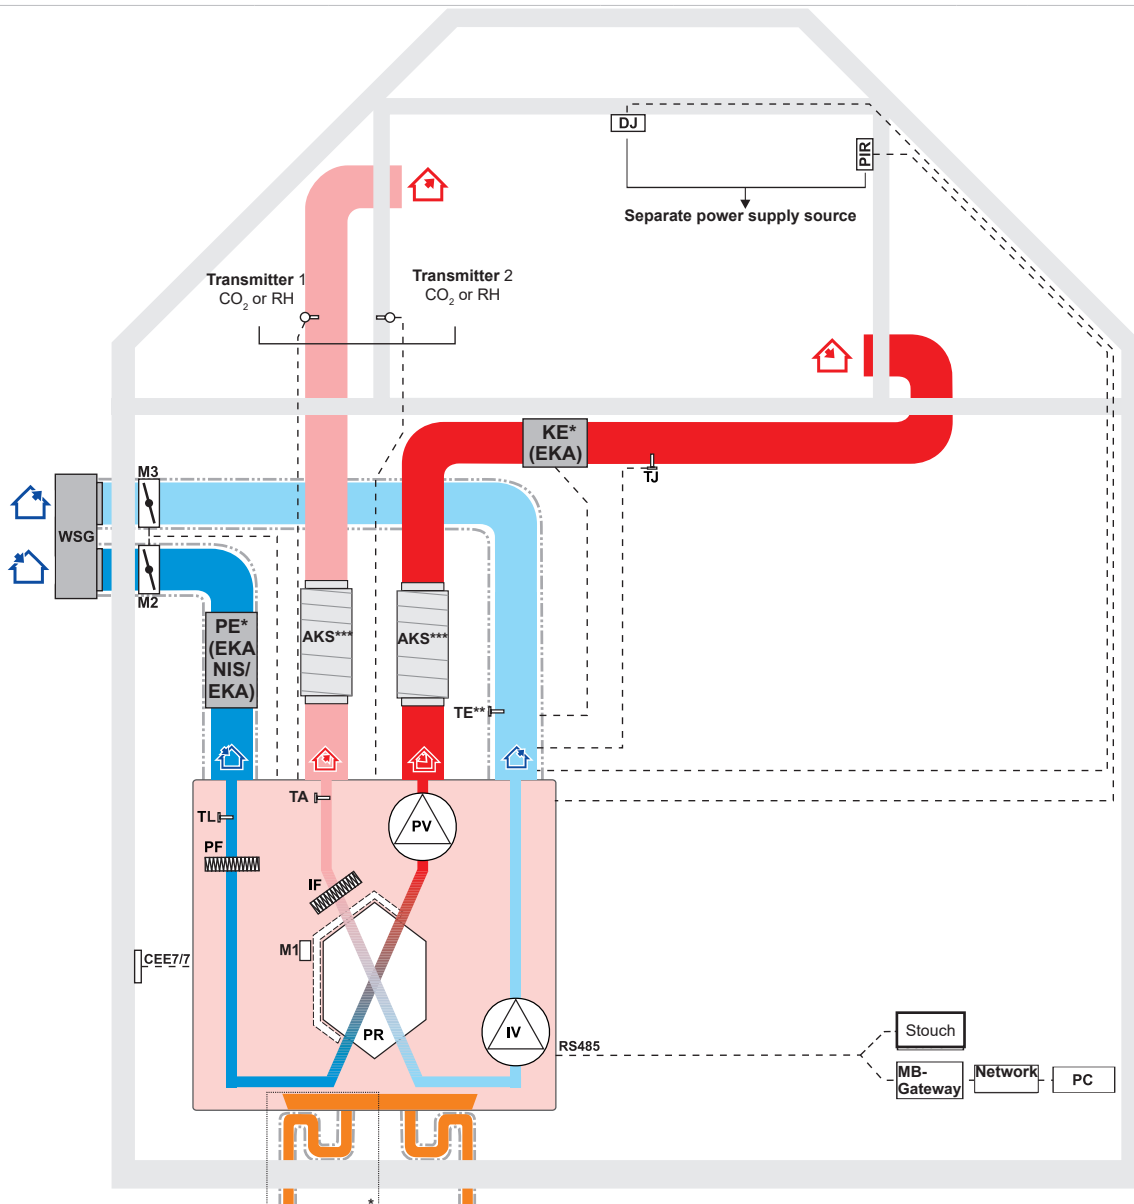 DJ
PIR
Separate power supply source
Transmitter 1
CO2 or RH
Transmitter 2
CO2 or RH
KE*
(EKA)
TJ
M3
WSG
M2
PE*
(EKA
NIS/
EKA)
AKS***
AKS***
TE**
TA
TL
PV
PF
IF
M1
CEE7/7
PR
IV
RS485
Stouch
MB-
Gateway
Network
PC
*